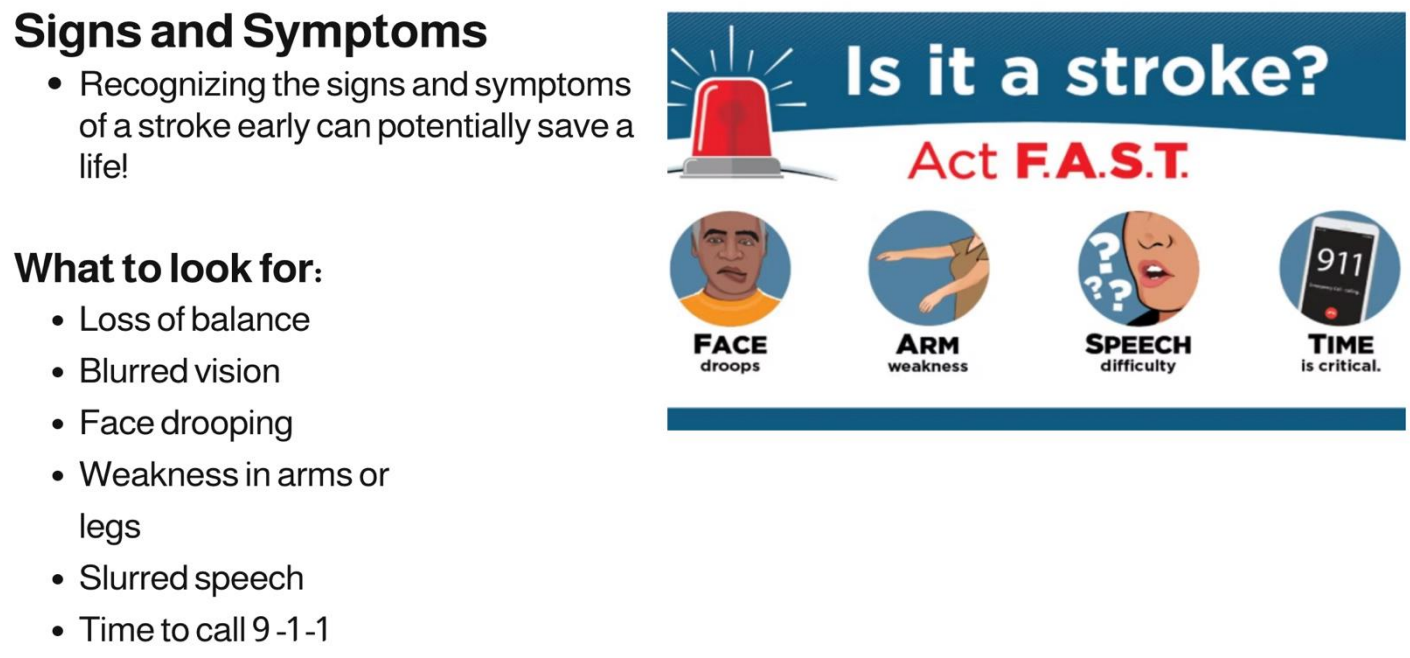 Signs and Symptoms
• Recognizing the signs and symptoms
of a stroke early can potentially save a
life!
What to look for:
• Loss of balance
• Blurred vision
• Face drooping
• Weakness in arms or
legs
• Slurred speech
• Time to call 9 -1-1
Is it a stroke?
Act F.A.S.T.
FACE
droops
ARM
weakness
? ? ?
SPEECH
difficulty
911
TIME
is critical.